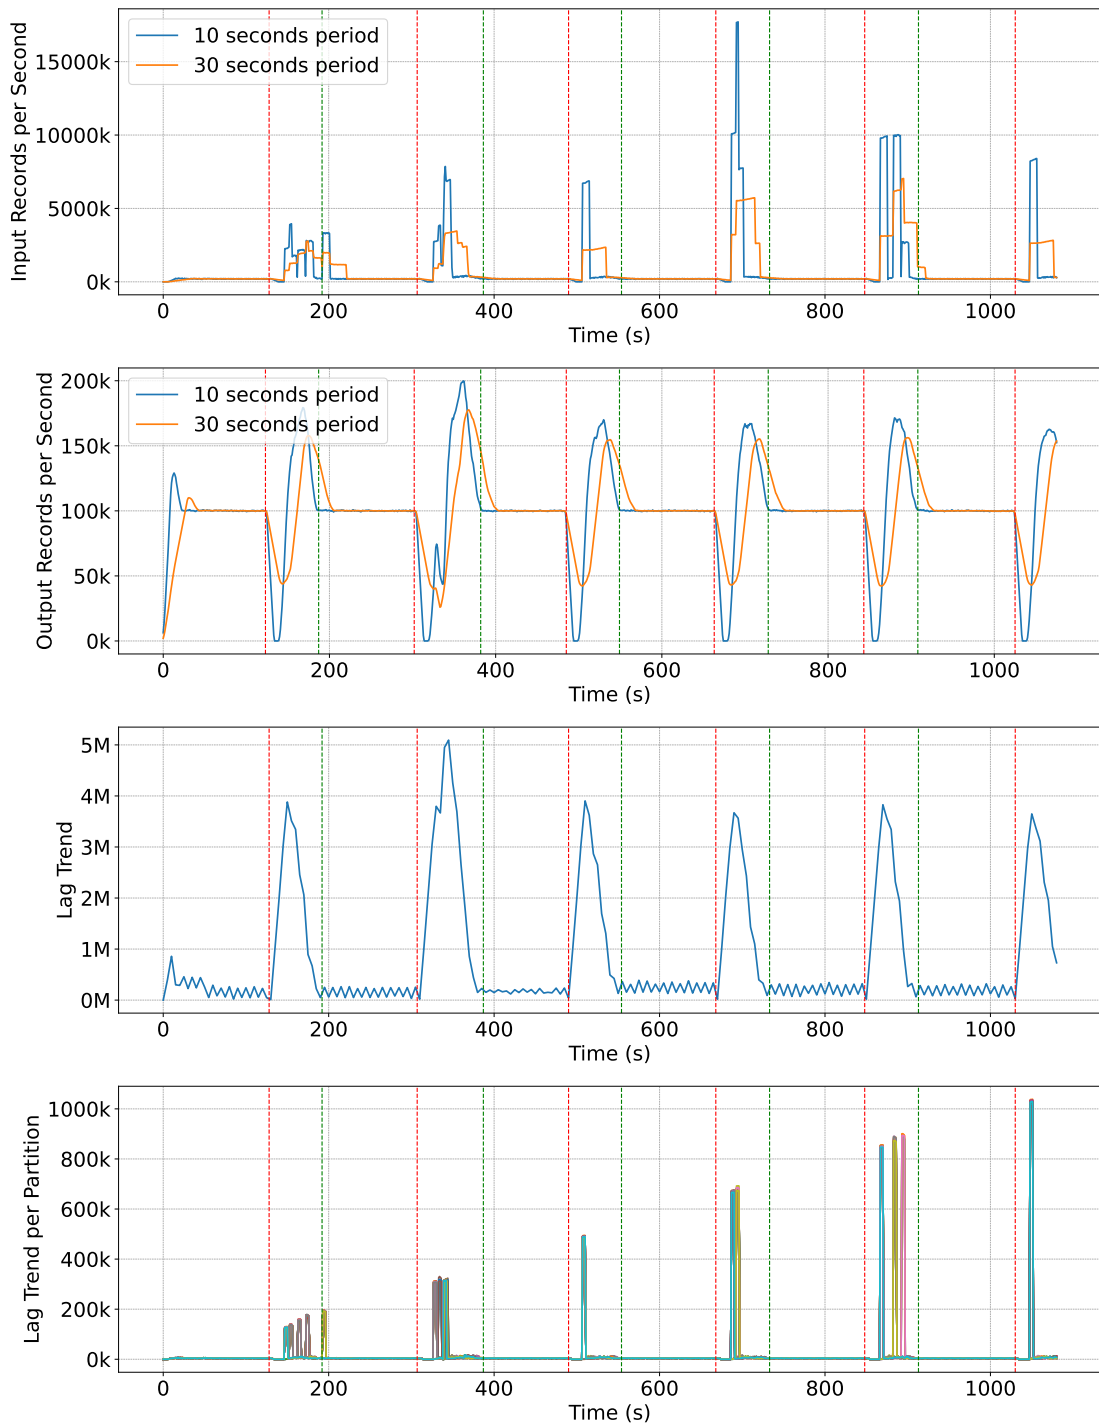 Input Records per Second
15000k
10000k
5000k
0k
10 seconds period
30 seconds period
0 200 400 600 800 1000
Time (s)
Output Records per Second
200k
150k
100k
50k
0k
10 seconds period
30 seconds period
0 200 400 600 800 1000
Time (s)
Lag Trend
5M
4M
3M
2M
1M
0M
0 200 400 600 800 1000
Time (s)
Lag Trend per Partition
1000k
800k
600k
400k
200k
0k
0 200 400 600 800 1000
Time (s)